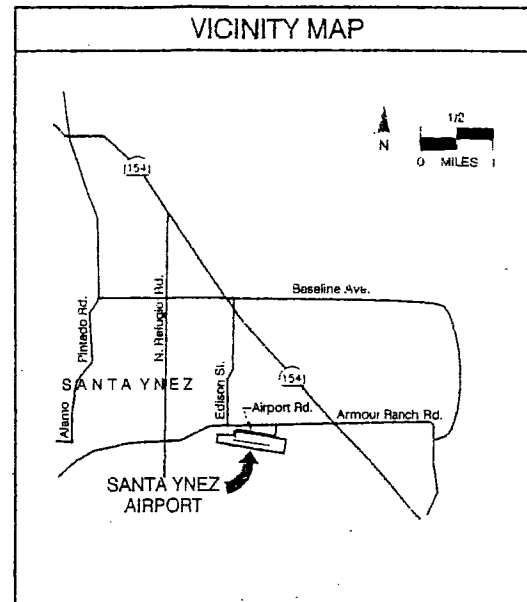 VICINITY MAP
N
1/2
0 MILES 1
154
Baseline Ave.
Pintado Rd.
N. Refugio Rd.
SANTA YNEZ
Alamo
Edison St.
154
Airport Rd.
Armour Ranch Rd.
SANTA YNEZ
AIRPORT